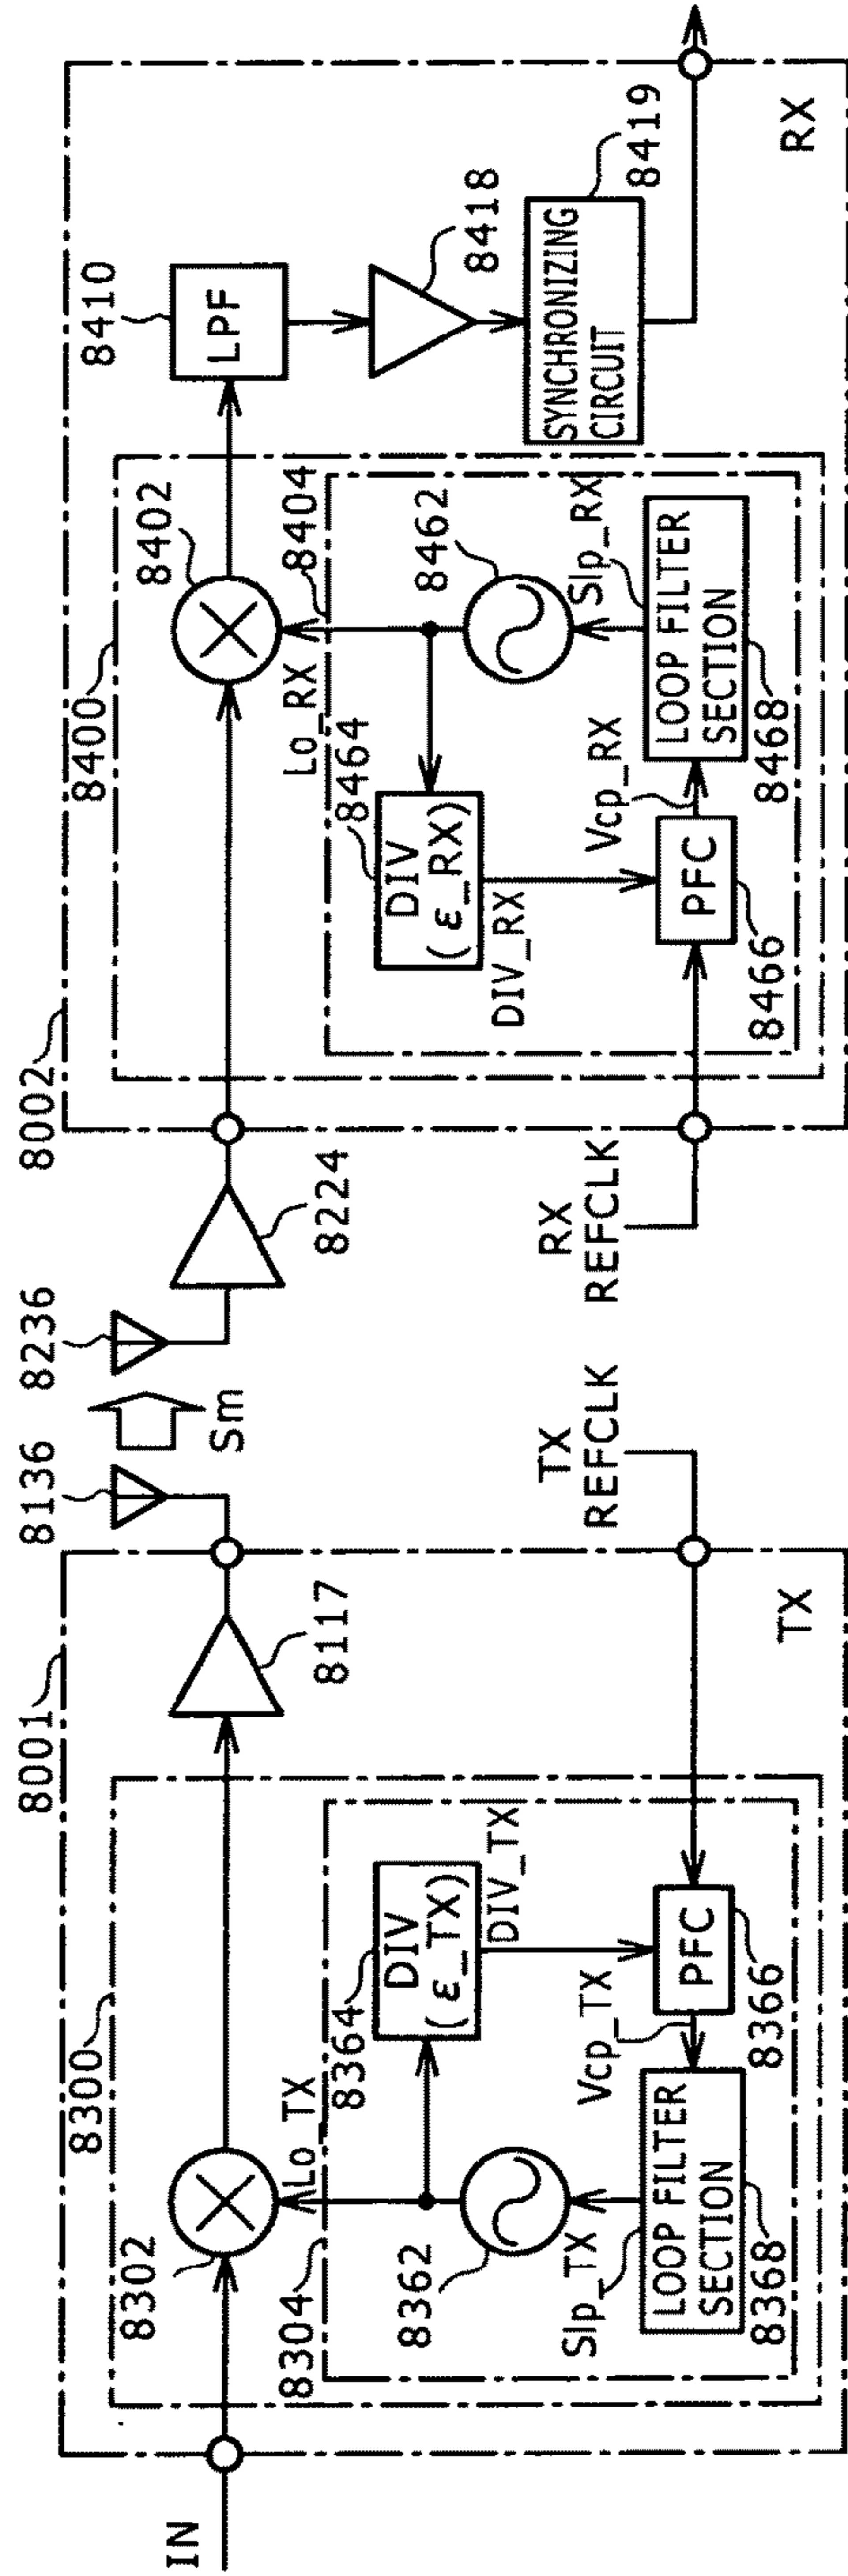 IN
8001
8300
8302
8304
Lo_TX
8362
8364
DIV
(ε_TX)
DIV_TX
Slp_TX
LOOP FILTER
SECTION
8368
Vcp_TX
PFC
8366
8117
TX
TX
REFCLK
8136
Sm
8236
8224
RX
REFCLK
8002
8400
8402
Lo_RX
8404
8464
DIV
(ε_RX)
DIV_RX
8462
Slp_RX
Vcp_RX
PFC
8466
LOOP FILTER
SECTION
8468
8410
LPF
8418
SYNCHRONIZING
CIRCUIT
8419
RX